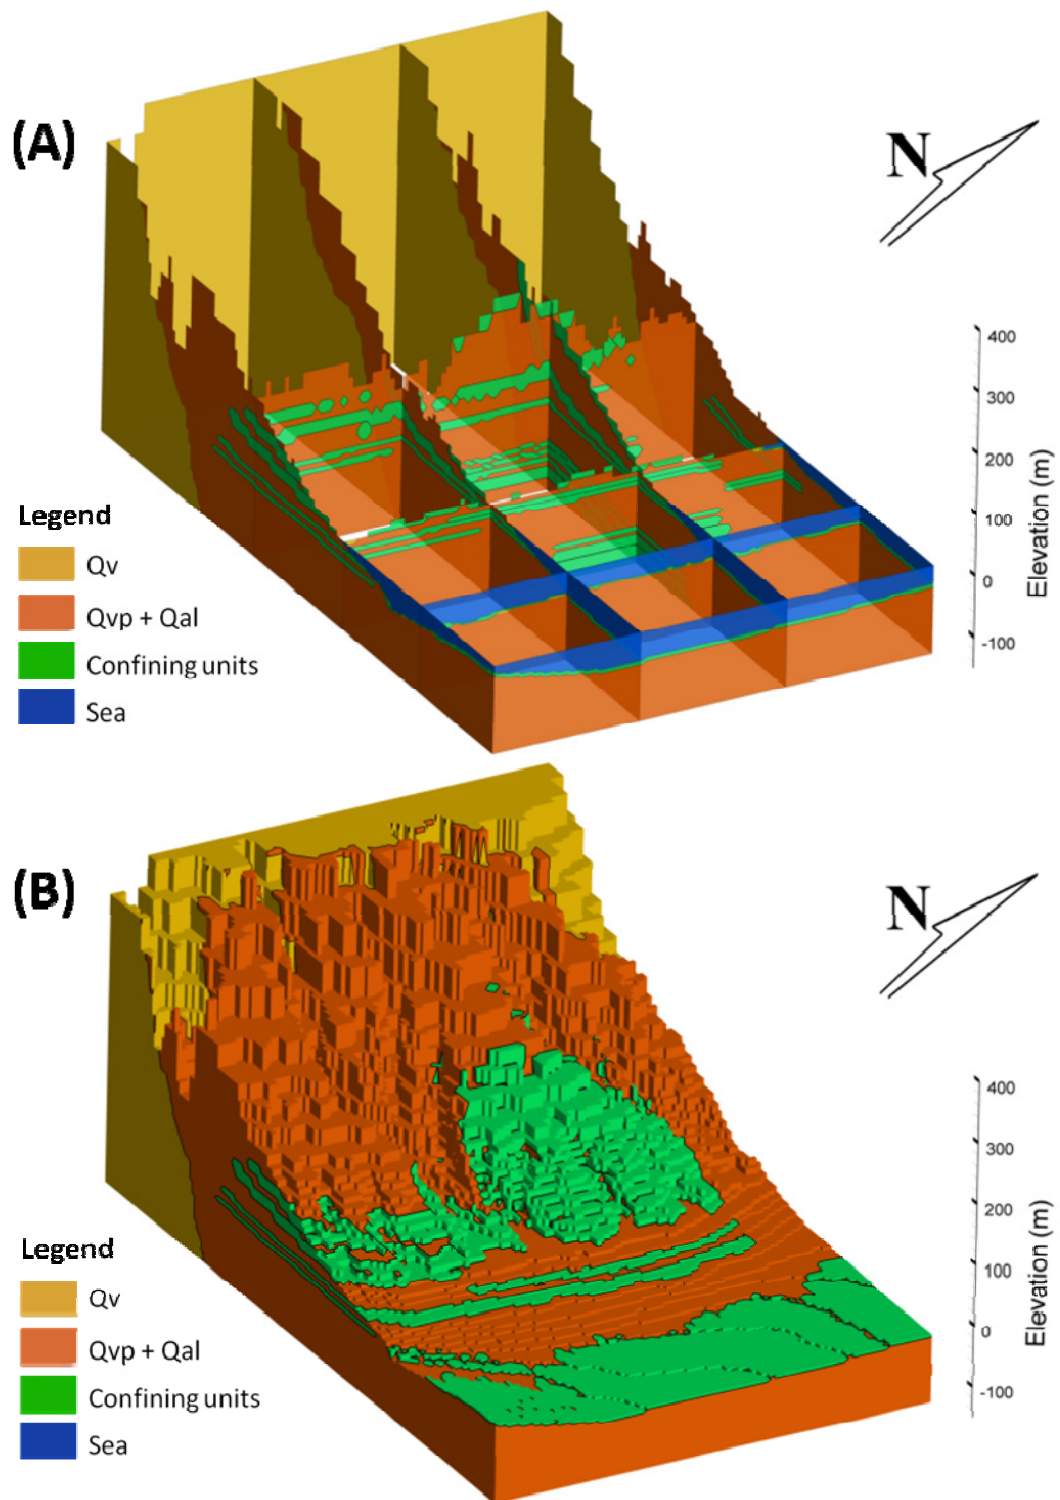 (A)
N
400
300
200
100
0
-100
Elevation (m)
Legend
Qv
Qvp + Qal
Confining units
Sea
(B)
N
400
300
200
100
0
-100
Elevation (m)
Legend
Qv
Qvp + Qal
Confining units
Sea